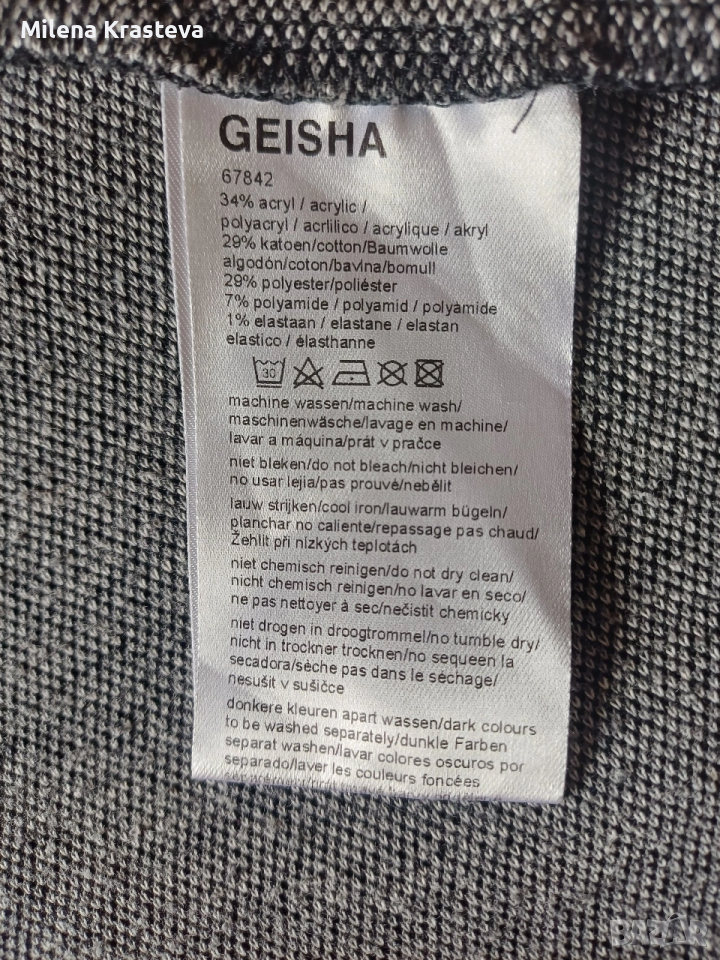 Milena Krasteva
GEISHA
67842
34% acryl / acrylic /
polyacryl / acrlilico / acrylique / akryl
29% katoen/cotton/Baumwolle
algodón/coton/bavlna/bomull
29% polyester/poliéster
7% polyamide / polyamid / polyamide
1% elastaan / elastane / elastan
elastico / élasthanne
30
machine wassen/machine wash/
maschinenwäsche/lavage en machine/
lavar a máquina/prát v pračce
niet bleken/do not bleach/nicht bleichen/
no usar lejia/pas prouvé/nebělit
lauw strijken/cool iron/lauwarm bügeln/
planchar no caliente/repassage pas chaud/
Žehlit při nízkých teplotách
niet chemisch reinigen/do not dry clean/
nicht chemisch reinigen/no lavar en seco/
ne pas nettoyer à sec/nečistit chemicky
niet drogen in droogtrommel/no tumble dry/
nicht in trockner trocknen/no sequeen la
secadora/sèche pas dans le séchage/
nesušit v sušičce
donkere kleuren apart wassen/dark colours
to be washed separately/dunkle Farben
separat washen/lavar colores oscuros por
separado/laver les couleurs foncées
BAZAR